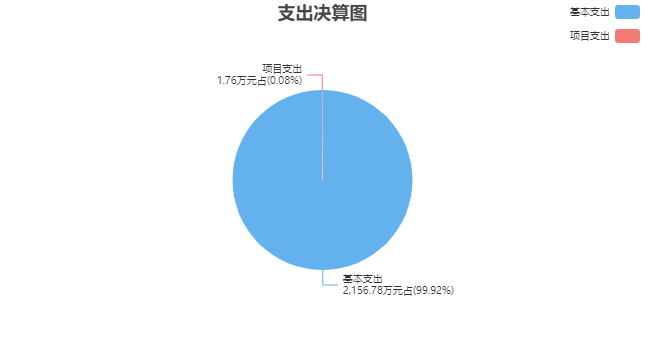 支出决算图
基本支出
项目支出
项目支出
1.76万元占(0.08%)
基本支出
2,156.78万元占(99.92%)